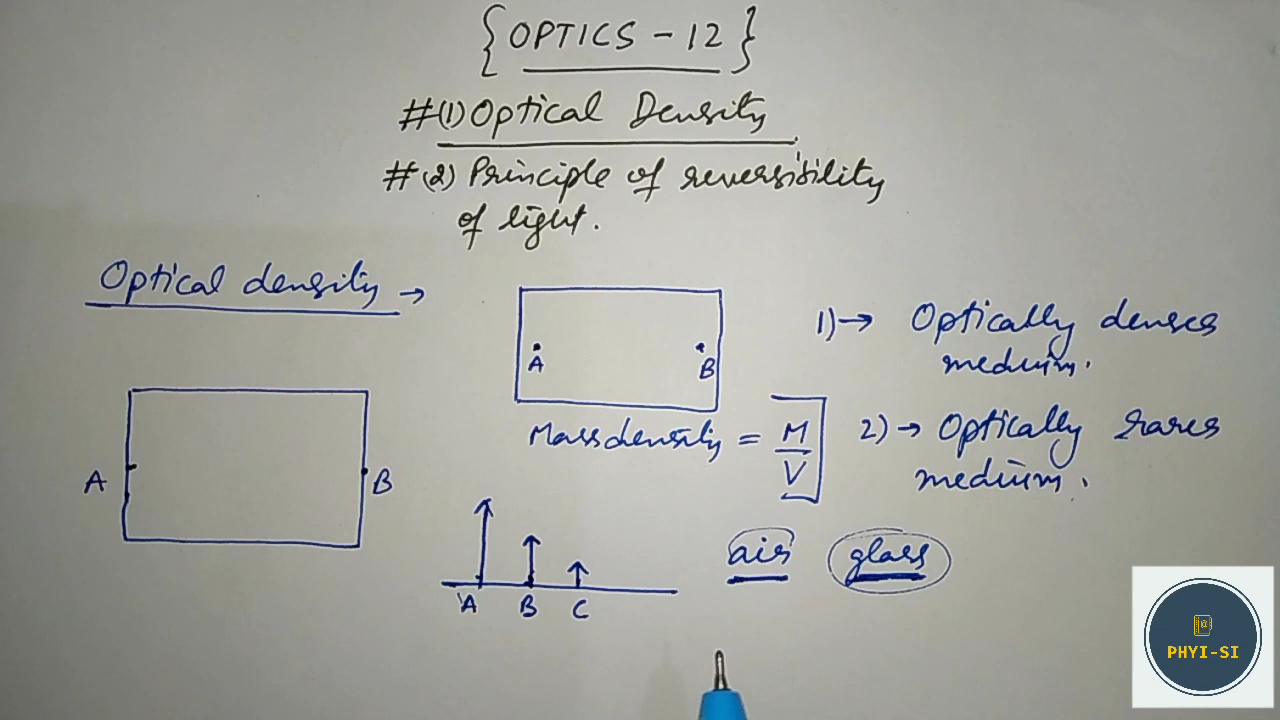 {OPTICS - 12}
#(1) Optical Density
#(2) Principle of reversibility
of light.
Optical density →
A B
1)→ Optically denser
medium.
A B
Mass density = M/V
2)→ Optically rarer
medium.
A B C
air glass
PHYI-SI